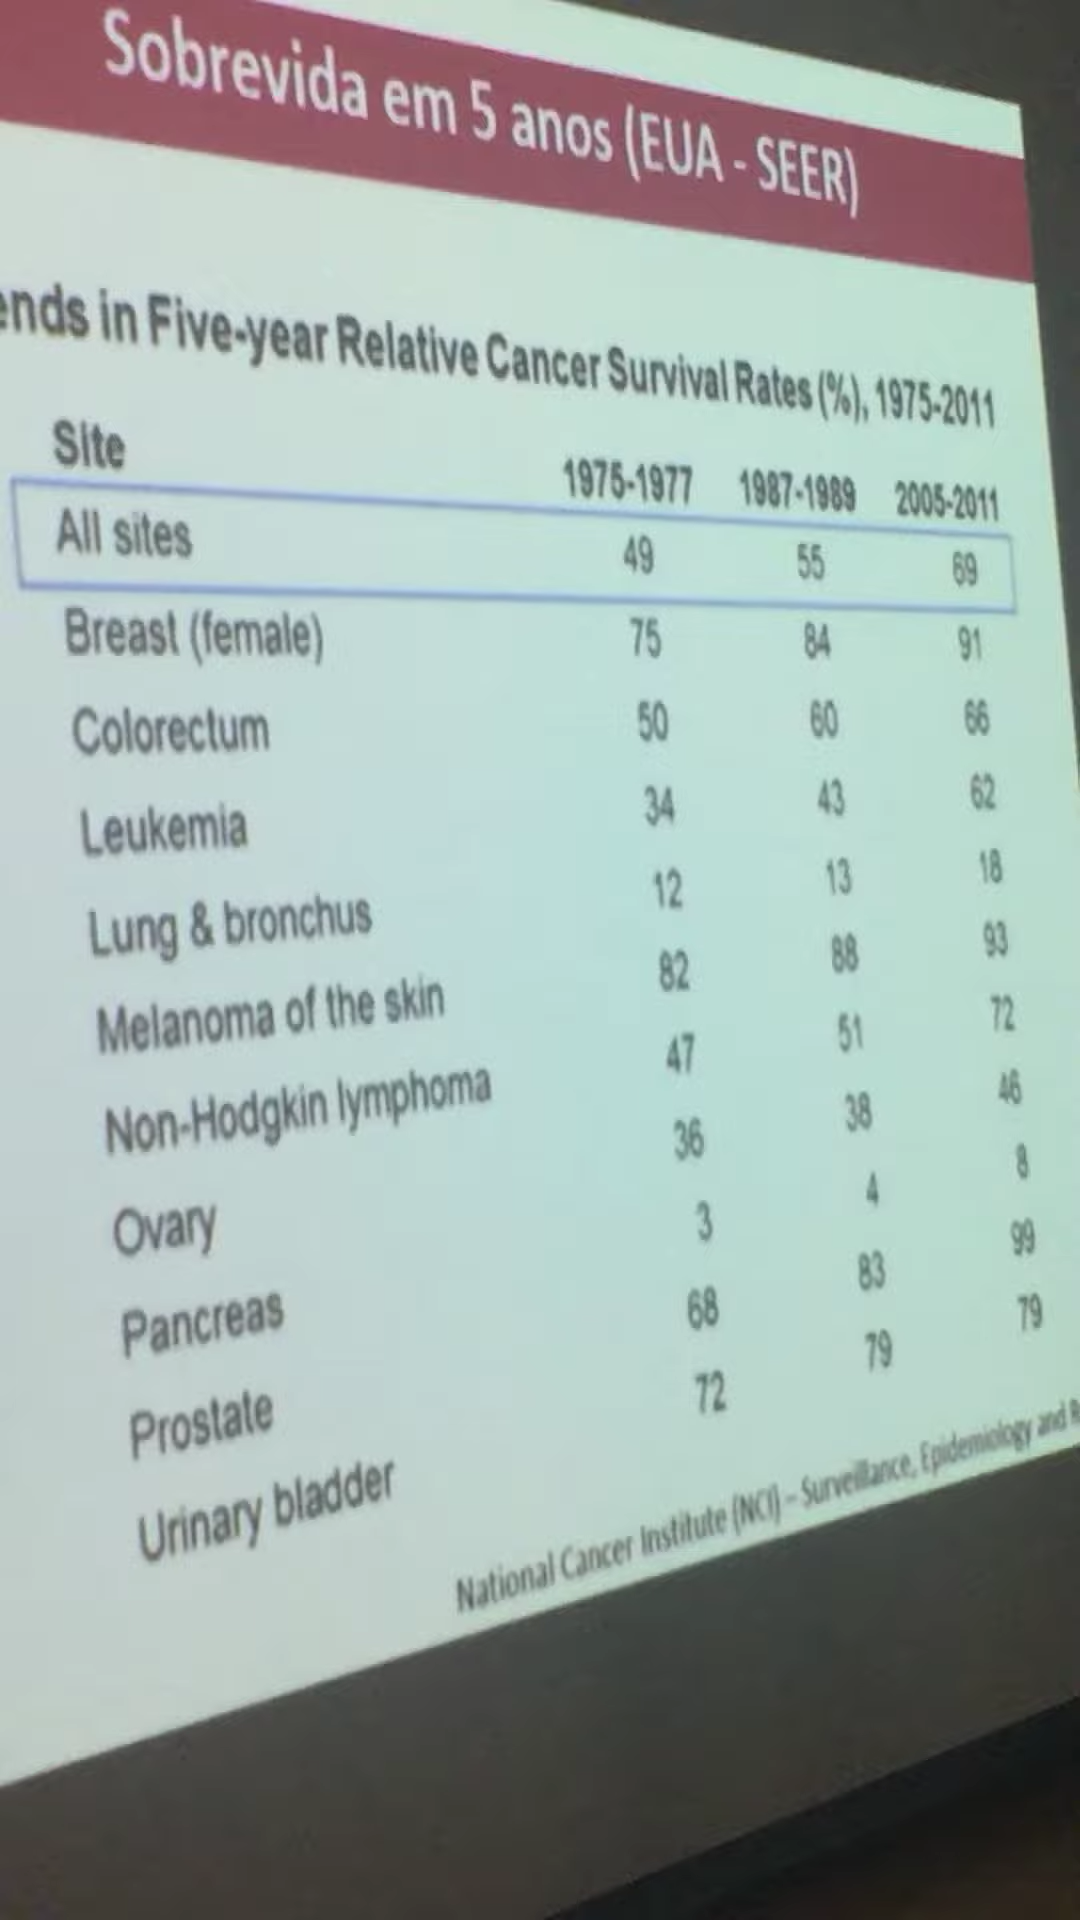 Sobrevida em 5 anos (EUA - SEER)
in Five-year Relative Cancer Survival Rates (%), 1975-2011
Site 1975-1977 1987-1989 2005-2011
All sites 49 55 69
Breast (female) 75 84 91
Colorectum 50 60 66
Leukemia 34 43 62
Lung & bronchus 12 13 18
Melanoma of the skin 82 88 93
Non-Hodgkin lymphoma 47 51 72
Ovary 36 38 46
Pancreas 3 4 8
Prostate 68 83 99
Urinary bladder 72 79 79
National Cancer Institute (NCI) – Surveillance, Epidemiology and